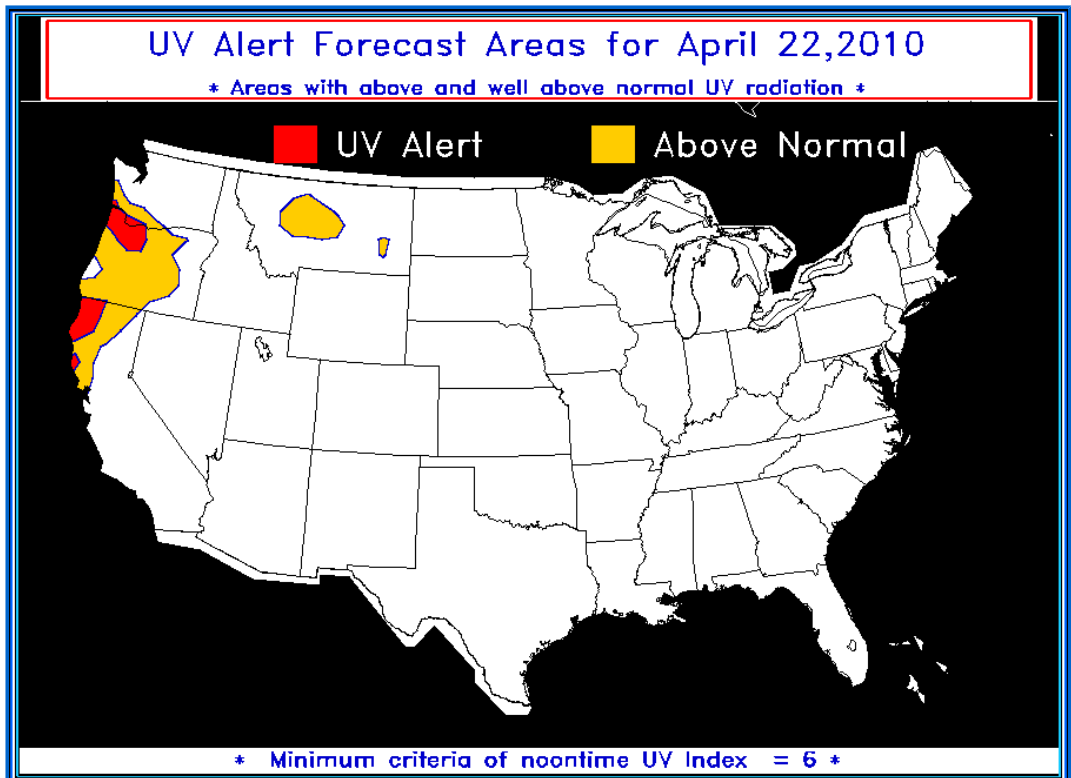 UV Alert Forecast Areas for April 22,2010
* Areas with above and well above normal UV radiation *
UV Alert
Above Normal
* Minimum criteria of noontime UV Index = 6 *